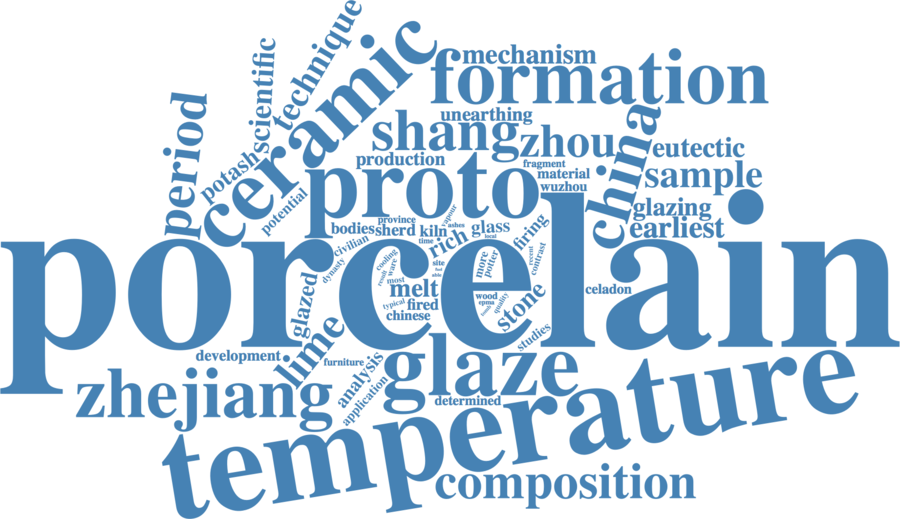 technique
scientific
ceramic
mechanism
formation
period
unearthing
shang
zhou
china
eutectic
potash
production
fragment
material
wuzhou
sample
proto
potential
glazing
earliest
province
vapour
ashes
bodies
sherd
kiln
glass
firing
time
local
rich
civilian
dynasty
cooling
ware
result
site
most
more
potter
recent
contrast
porcelain
melt
typical
fired
chinese
wood
epma
quality
stone
celadon
glazed
lime
studies
development
furniture
glaze
analysis
application
determined
zhejiang
temperature
composition